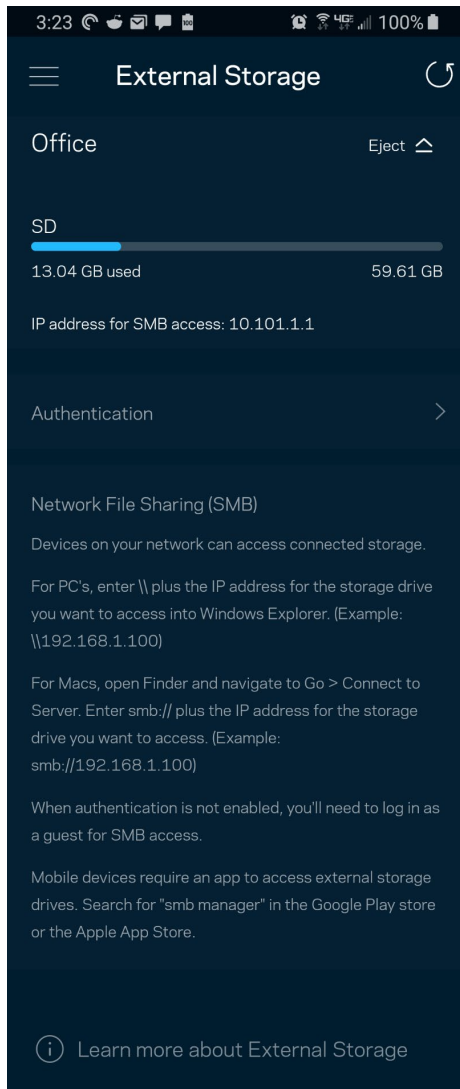 3:23 100%
External Storage
Office Eject
SD
13.04 GB used 59.61 GB
IP address for SMB access: 10.101.1.1
Authentication
Network File Sharing (SMB)
Devices on your network can access connected storage.
For PC's, enter \\ plus the IP address for the storage drive
you want to access into Windows Explorer. (Example:
\\192.168.1.100)
For Macs, open Finder and navigate to Go > Connect to
Server. Enter smb:// plus the IP address for the storage
drive you want to access. (Example:
smb://192.168.1.100)
When authentication is not enabled, you'll need to log in as
a guest for SMB access.
Mobile devices require an app to access external storage
drives. Search for "smb manager" in the Google Play store
or the Apple App Store.
Learn more about External Storage